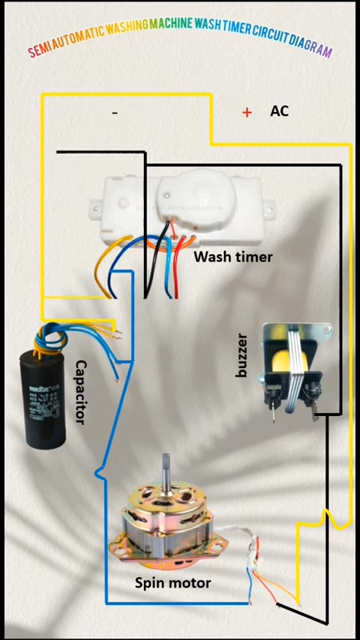 SEMI AUTOMATIC WASHING MACHINE WASH TIMER CIRCUIT DIAGRAM
- + AC
Wash timer
buzzer
Capacitor
Spin motor